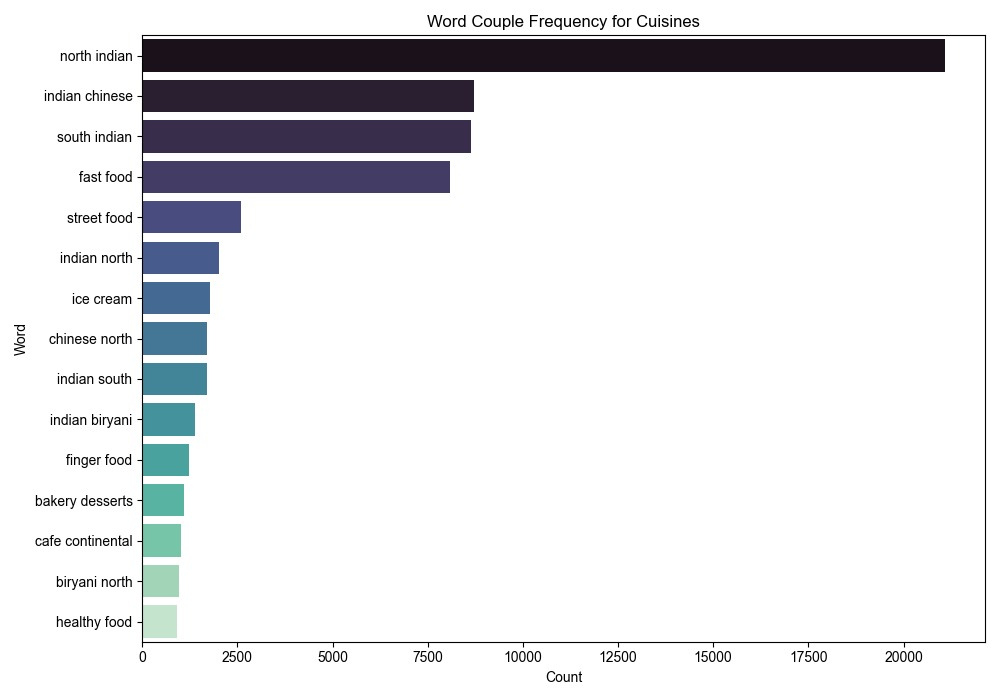 Word Couple Frequency for Cuisines
north indian
indian chinese
south indian
fast food
street food
indian north
ice cream
chinese north
indian south
indian biryani
finger food
bakery desserts
cafe continental
biryani north
healthy food
Word
0 2500 5000 7500 10000 12500 15000 17500 20000
Count